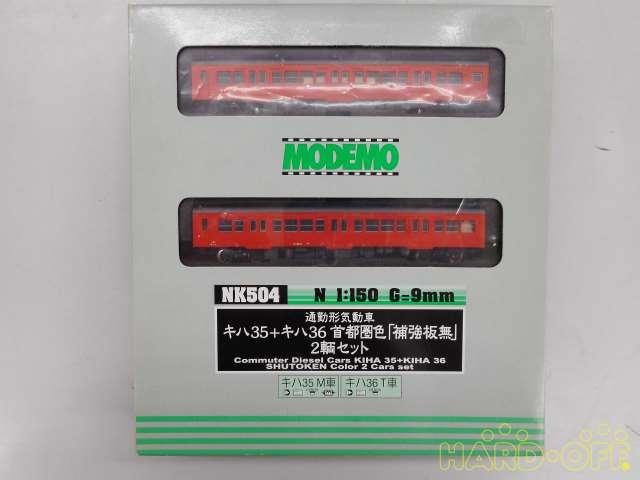 MODEMO
NK504 N 1:150 G=9mm
通勤形気動車
キハ35+キハ36 首都圏色「補強板無」
2輌セット
Commuter Diesel Cars KIHA 35+KIHA 36
SHUTOKEN Color 2 Cars set
キハ35 M車 キハ36 T車
HARD-OFF